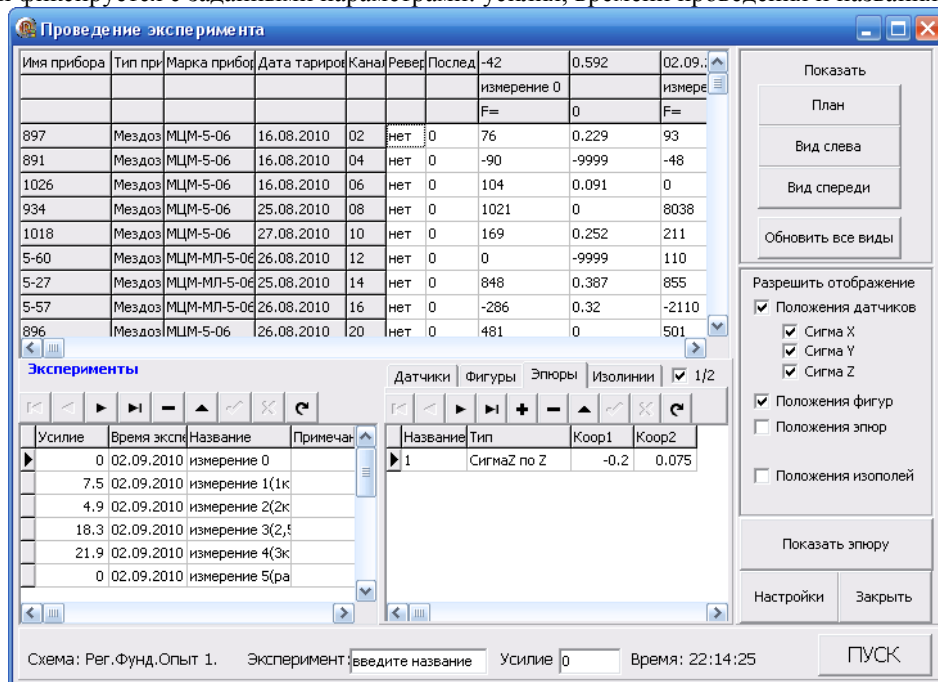 фиксируется с заданными параметрами: усилия, времени проведения и названия
Проведение эксперимента
Имя прибора Тип при Марка прибор Дата тариров Канал Ревер Послед -42 0.592 02.09.:
измерение 0 измере
F= 0 F=
897 Мездоз МЦМ-5-06 16.08.2010 02 нет 0 76 0.229 93
891 Мездоз МЦМ-5-06 16.08.2010 04 нет 0 -90 -9999 -48
1026 Мездоз МЦМ-5-06 16.08.2010 06 нет 0 104 0.091 0
934 Мездоз МЦМ-5-06 25.08.2010 08 нет 0 1021 0 8038
1018 Мездоз МЦМ-5-06 27.08.2010 10 нет 0 169 0.252 211
5-60 Мездоз МЦМ-МЛ-5-06 26.08.2010 12 нет 0 0 -9999 110
5-27 Мездоз МЦМ-МЛ-5-06 25.08.2010 14 нет 0 848 0.387 855
5-57 Мездоз МЦМ-МЛ-5-06 26.08.2010 16 нет 0 -286 0.32 -2110
896 Мездоз МЦМ-5-06 26.08.2010 20 нет 0 481 0 501
Показать
План
Вид слева
Вид спереди
Обновить все виды
Разрешить отображение
Положения датчиков
Сигма X
Сигма Y
Сигма Z
Положения фигур
Положения эпюр
Положения изополей
Показать эпюру
Настройки Закрыть
Эксперименты
Усилие Время экспе Название Примечан
0 02.09.2010 измерение 0
7.5 02.09.2010 измерение 1(1к
4.9 02.09.2010 измерение 2(2к
18.3 02.09.2010 измерение 3(2,5
21.9 02.09.2010 измерение 4(3к
0 02.09.2010 измерение 5(ра
Датчики Фигуры Эпюры Изолинии 1/2
Название Тип Коор1 Коор2
1 СигмаZ по Z -0.2 0.075
Схема: Рег.Фунд.Опыт 1. Эксперимент: введите название Усилие 0 Время: 22:14:25 ПУСК